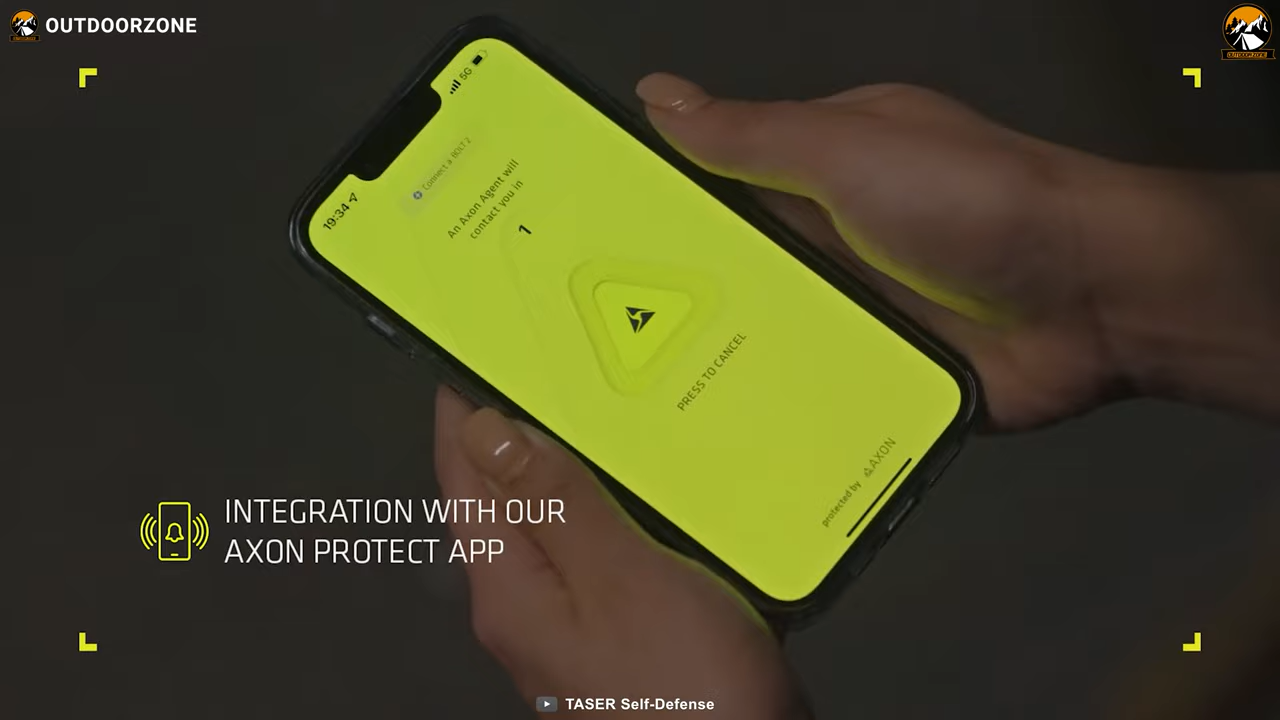 OUTDOORZONE
OUTDOORZONE
5G
19:34
Connect a BOLT 2
An Axon Agent will
contact you in
1
PRESS TO CANCEL
protected by AXON
INTEGRATION WITH OUR
AXON PROTECT APP
TASER Self-Defense